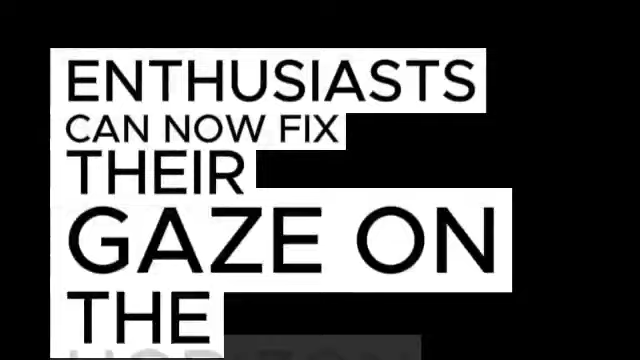 ENTHUSIASTS
CAN NOW FIX
THEIR
GAZE ON
THE